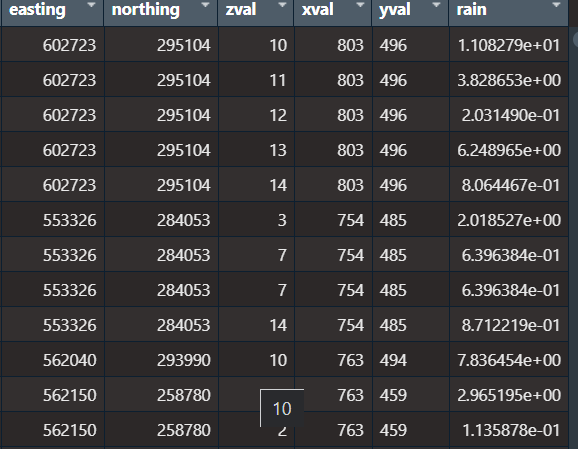 easting northing zval xval yval rain
602723 295104 10 803 496 1.108279e+01
602723 295104 11 803 496 3.828653e+00
602723 295104 12 803 496 2.031490e-01
602723 295104 13 803 496 6.248965e+00
602723 295104 14 803 496 8.064467e-01
553326 284053 3 754 485 2.018527e+00
553326 284053 7 754 485 6.396384e-01
553326 284053 7 754 485 6.396384e-01
553326 284053 14 754 485 8.712219e-01
562040 293990 10 763 494 7.836454e+00
562150 258780 763 459 2.965195e+00
10
562150 258780 2 763 459 1.135878e-01